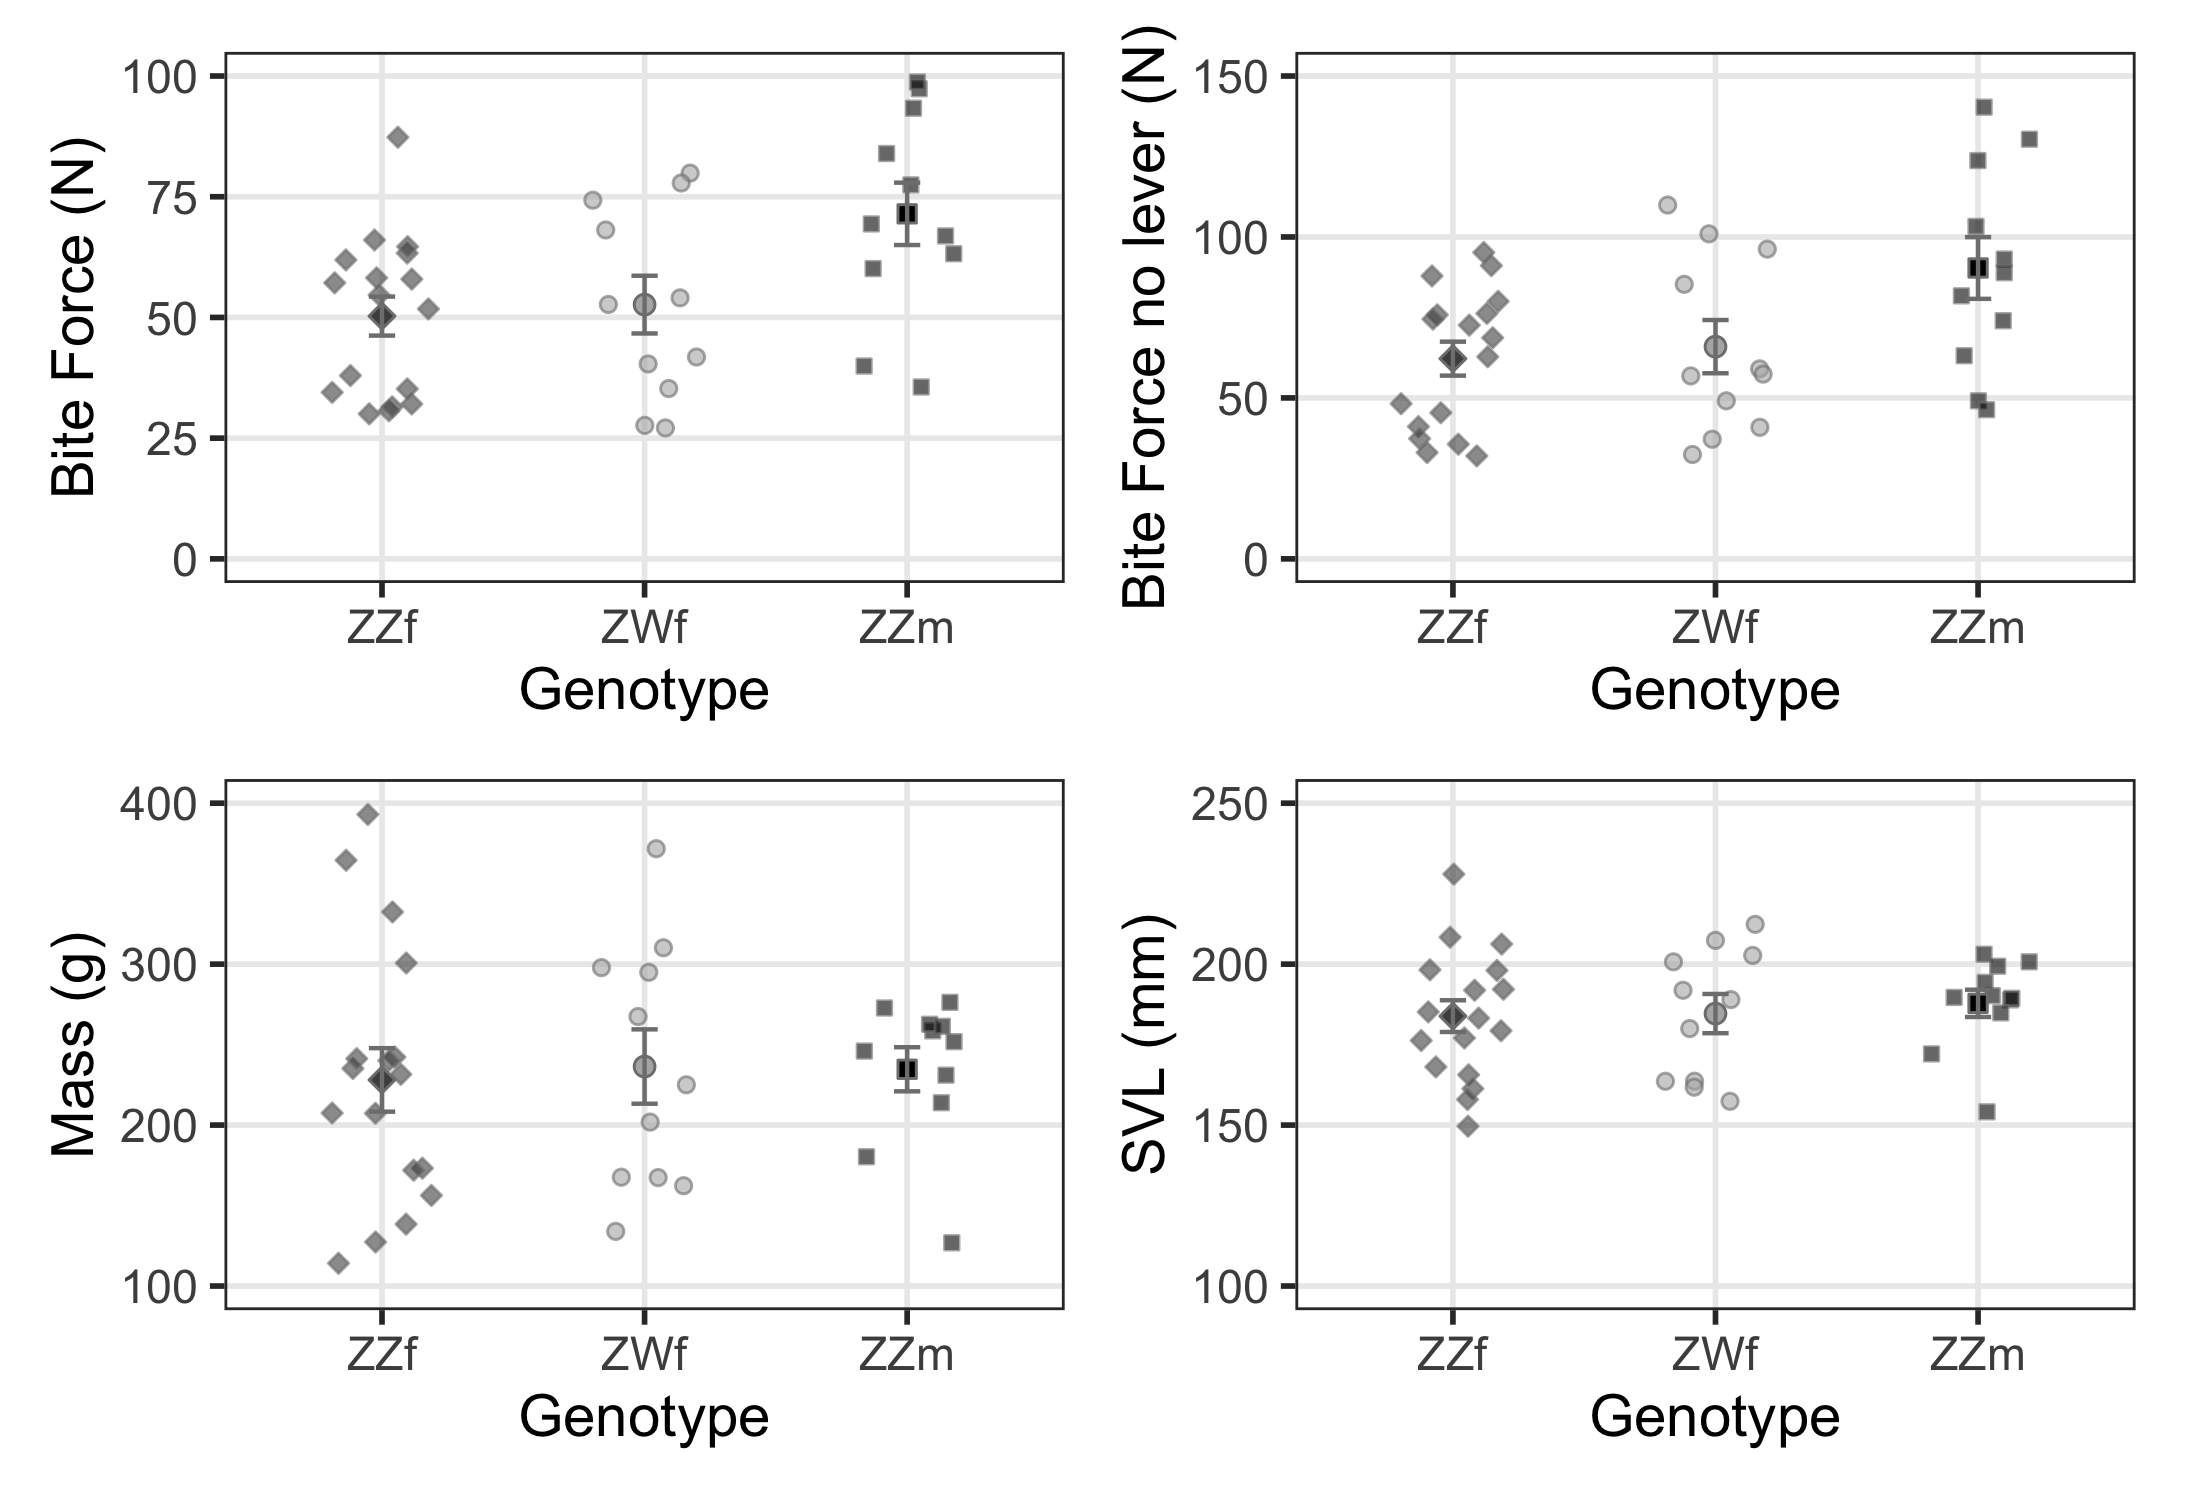 Bite Force (N)
100
75
50
25
0
ZZf ZWf ZZm
Genotype
Bite Force no lever (N)
150
100
50
0
ZZf ZWf ZZm
Genotype
Mass (g)
400
300
200
100
ZZf ZWf ZZm
Genotype
SVL (mm)
250
200
150
100
ZZf ZWf ZZm
Genotype